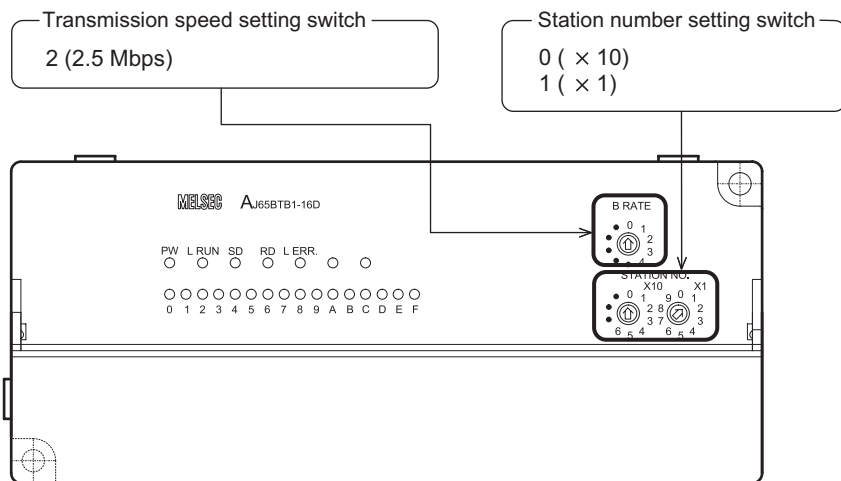 Transmission speed setting switch
2 (2.5 Mbps)
Station number setting switch
0 ( × 10)
1 ( × 1)
MELSEC AJ65BTB1-16D
PW L RUN SD RD L ERR.
0 1 2 3 4 5 6 7 8 9 A B C D E F
B RATE
0 1 2 3 4
STATION NO.
X10 X1
0 1 2 3 4 5 6
0 1 2 3 4 5 6 7 8 9